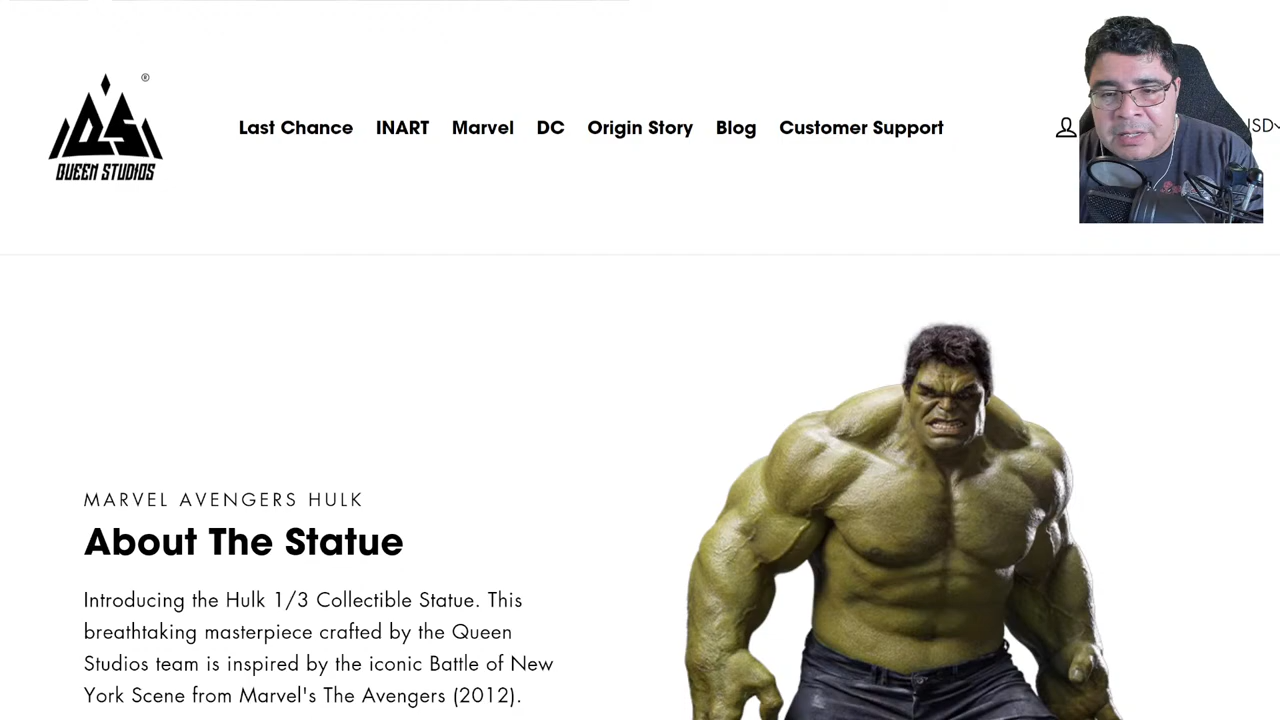 ®
QUEEN STUDIOS
Last Chance INART Marvel DC Origin Story Blog Customer Support
MARVEL AVENGERS HULK
About The Statue
Introducing the Hulk 1/3 Collectible Statue. This
breathtaking masterpiece crafted by the Queen
Studios team is inspired by the iconic Battle of New
York Scene from Marvel's The Avengers (2012).